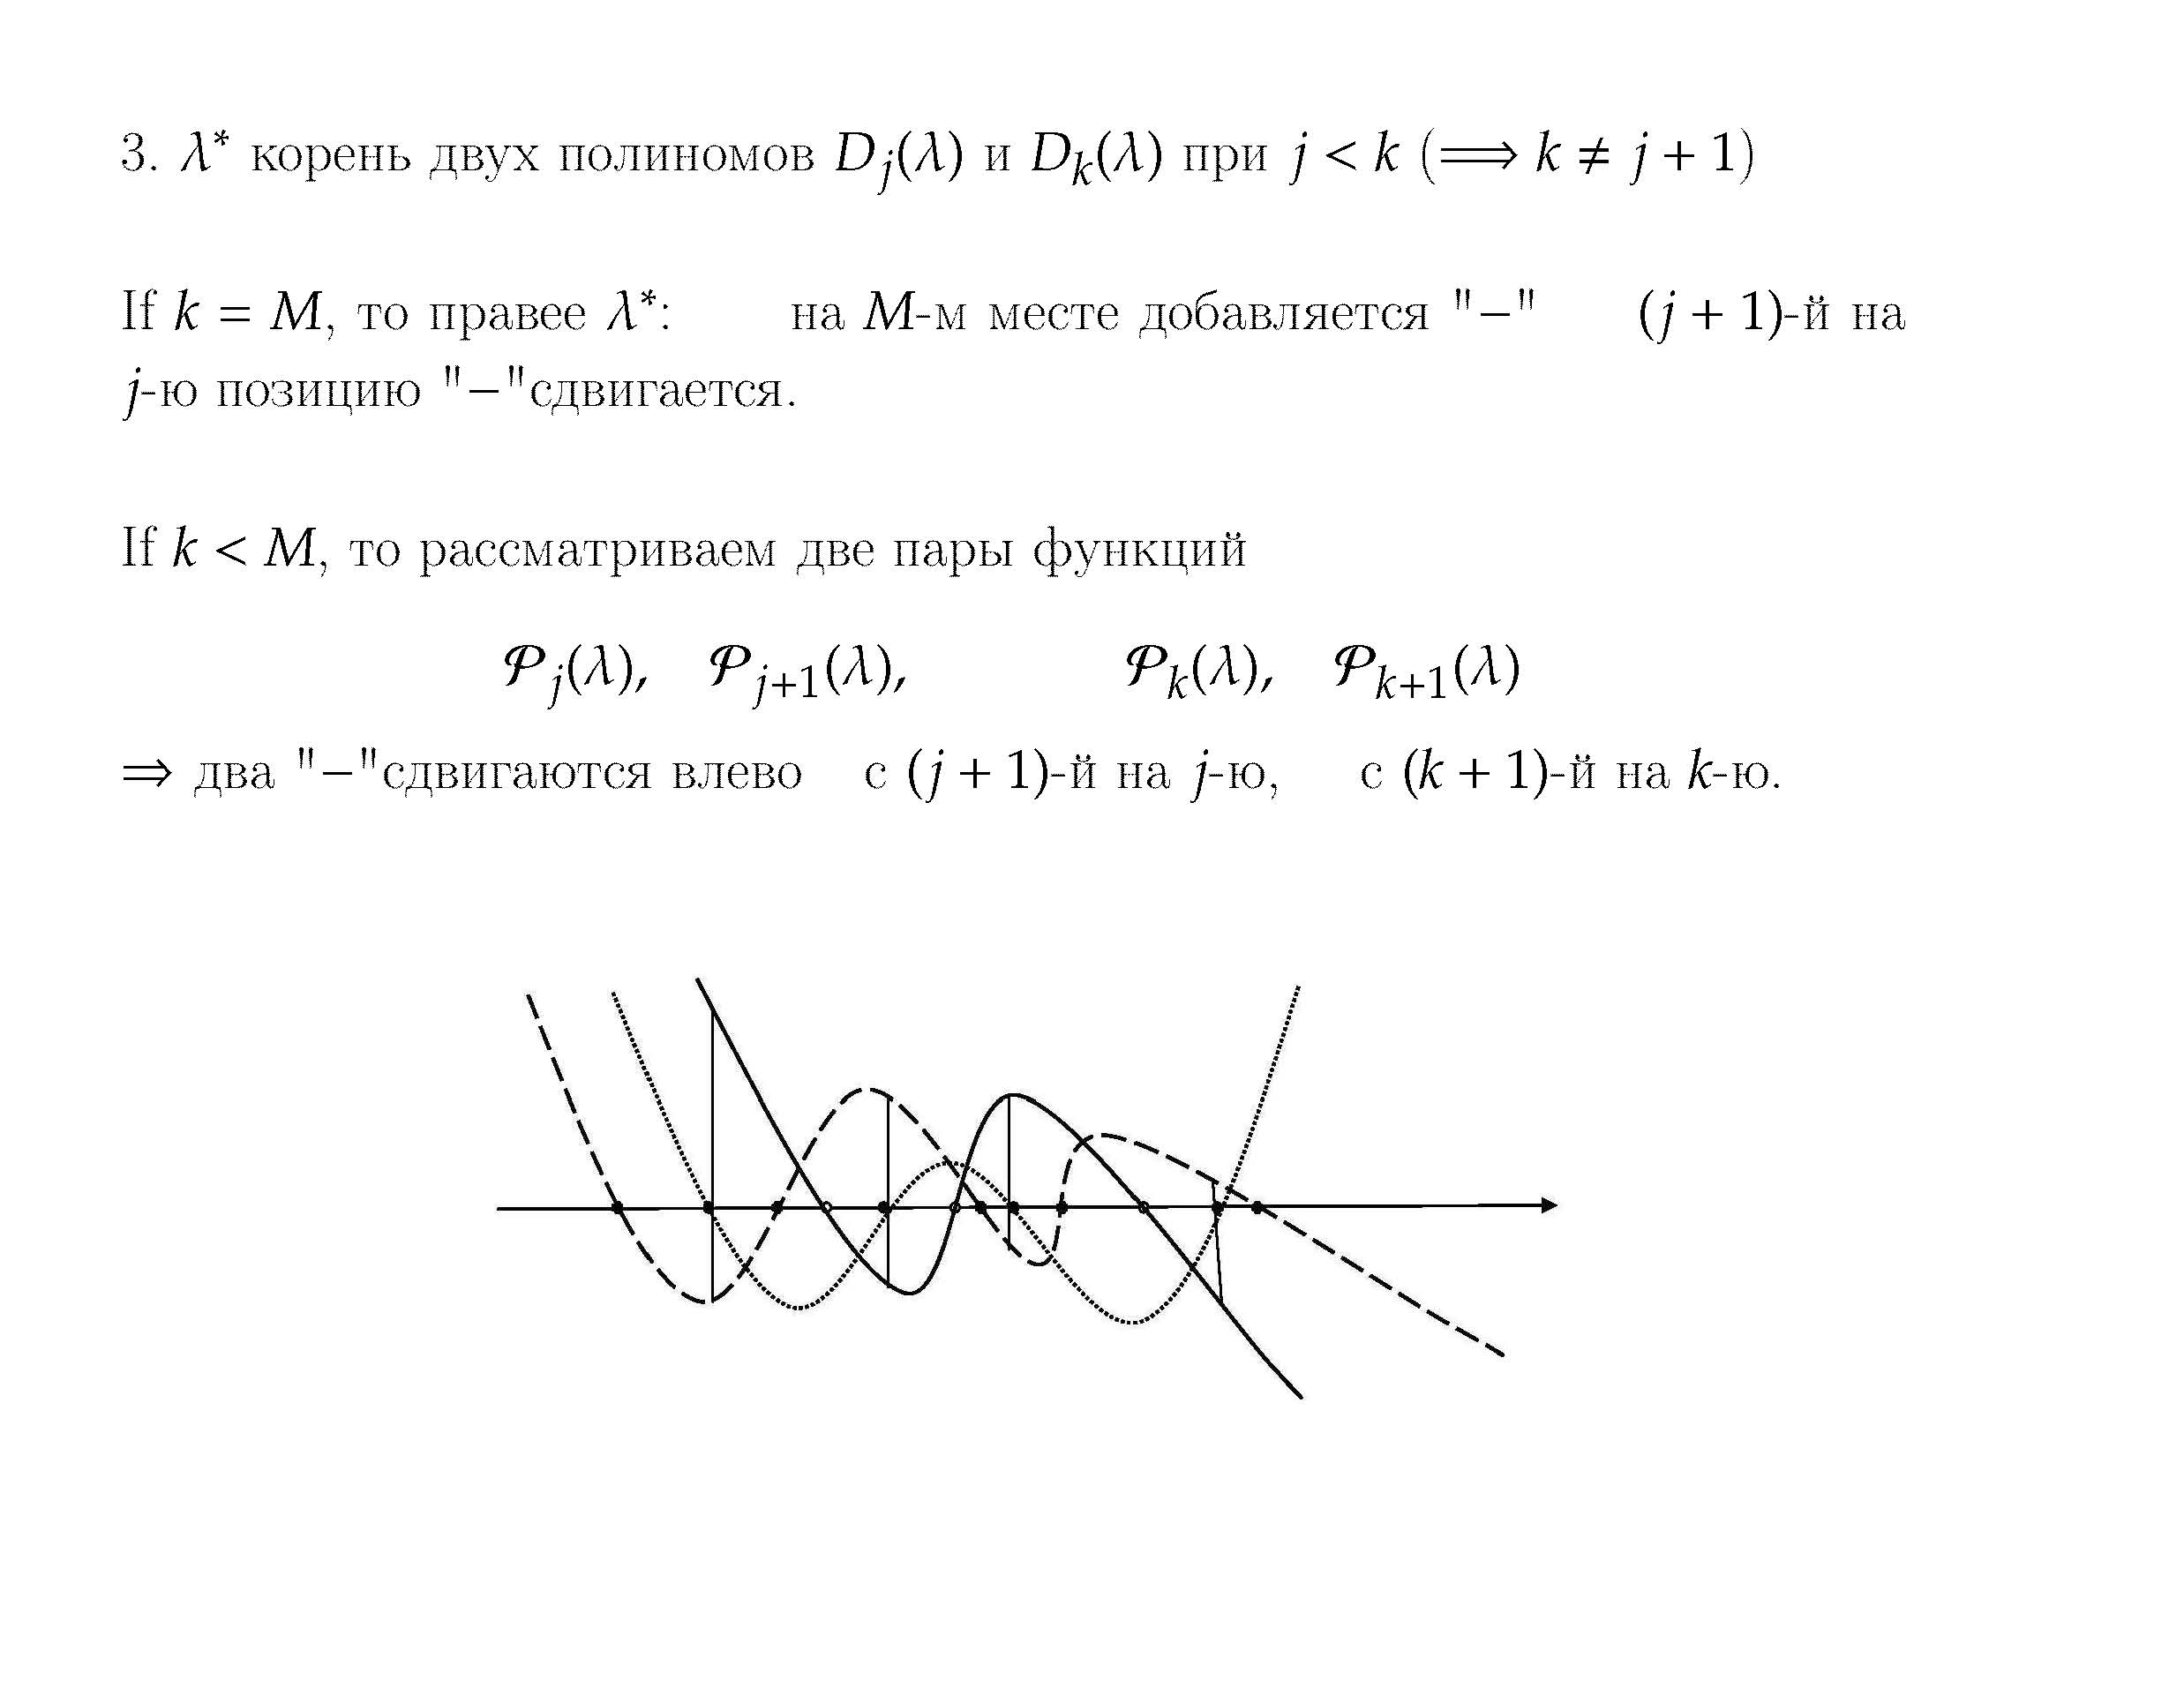 3. λ* корень двух полиномов D_j(λ) и D_k(λ) при j < k (⟹ k ≠ j + 1)
If k = M, то правее λ*: на M-м месте добавляется "−" (j + 1)-й на
j-ю позицию "−"сдвигается.
If k < M, то рассматриваем две пары функций
𝒫_j(λ), 𝒫_{j+1}(λ), 𝒫_k(λ), 𝒫_{k+1}(λ)
⇒ два "−"сдвигаются влево с (j + 1)-й на j-ю, с (k + 1)-й на k-ю.